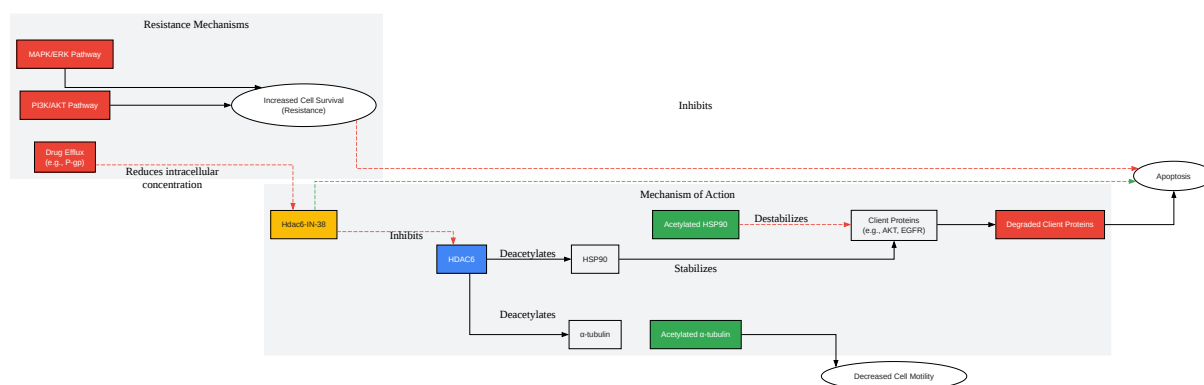 Resistance Mechanisms
MAPK/ERK Pathway
PI3K/AKT Pathway
Increased Cell Survival
(Resistance)
Inhibits
Drug Efflux
(e.g., P-gp)
Reduces intracellular
concentration
Apoptosis
Mechanism of Action
Hdac6-IN-38
Inhibits
Acetylated HSP90
Destabilizes
Client Proteins
(e.g., AKT, EGFR)
Degraded Client Proteins
HDAC6
Deacetylates
HSP90
Stabilizes
Deacetylates
α-tubulin
Acetylated α-tubulin
Decreased Cell Motility